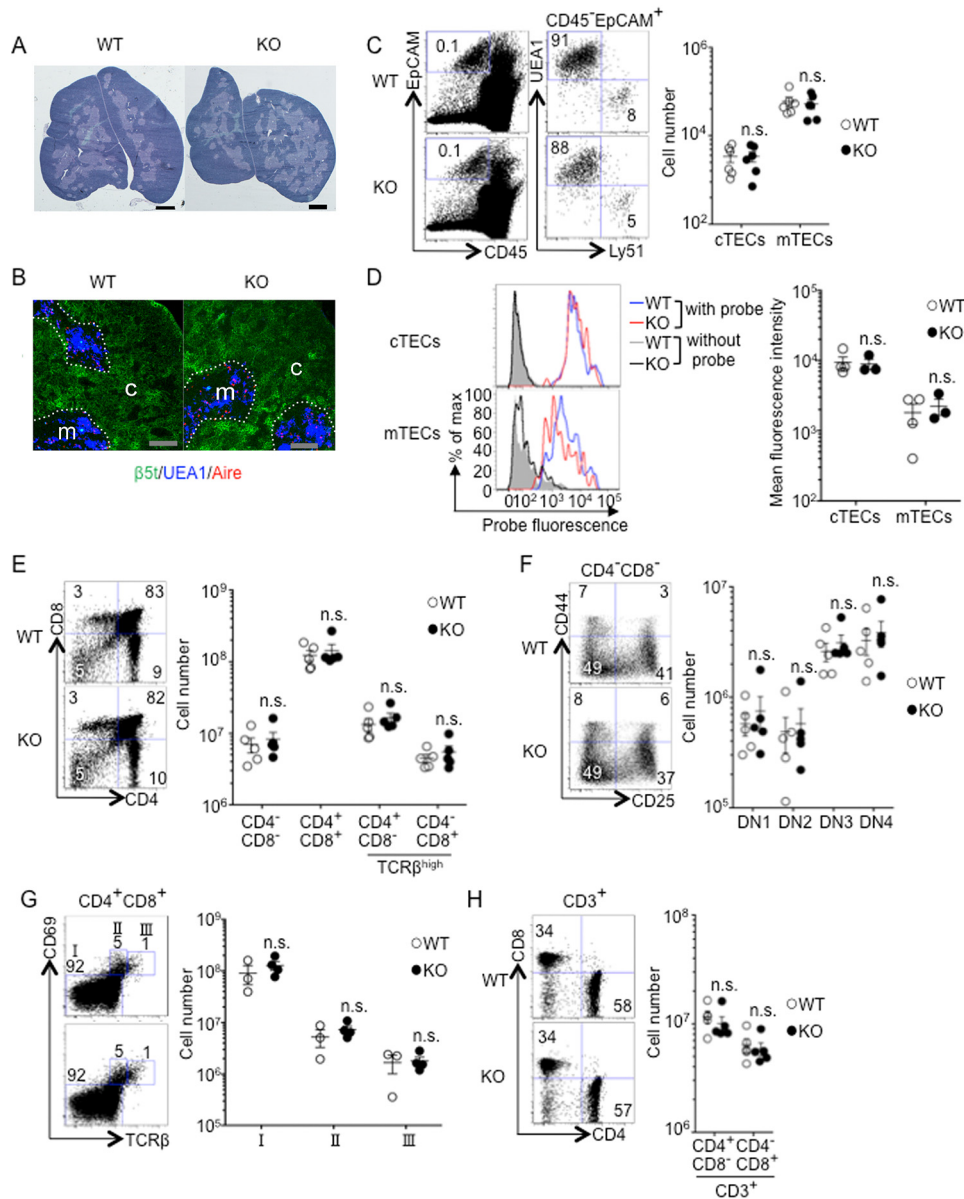 A
WT
KO
B
WT
KO
c
m
c
m
β5t/UEA1/Aire
C
CD45⁻EpCAM⁺
EpCAM
UEA1
WT
0.1
91
8
KO
0.1
88
5
CD45
Ly51
Cell number
10⁶
10⁴
10²
n.s.
n.s.
WT
KO
cTECs
mTECs
D
cTECs
mTECs
WT
KO
with probe
WT
KO
without
probe
% of max
100
80
60
40
20
0
0 10² 10³ 10⁴ 10⁵
Probe fluorescence
Mean fluorescence intensity
10⁵
10⁴
10³
10²
n.s.
n.s.
WT
KO
cTECs
mTECs
E
CD8
WT
3
83
5
9
KO
3
82
5
10
CD4
Cell number
10⁹
10⁸
10⁷
10⁶
n.s.
n.s.
n.s.
n.s.
WT
KO
CD4⁻ CD4⁺ CD4⁺ CD4⁻
CD8⁻ CD8⁺ CD8⁻ CD8⁺
TCRβʰⁱᵍʰ
F
CD4⁻CD8⁻
CD44
WT
7
3
49
41
KO
8
6
49
37
CD25
Cell number
10⁷
10⁶
10⁵
n.s.
n.s.
n.s.
n.s.
WT
KO
DN1 DN2 DN3 DN4
G
CD4⁺CD8⁺
CD69
I
II
III
92
5
1
92
5
1
TCRβ
Cell number
10⁹
10⁸
10⁷
10⁶
10⁵
n.s.
n.s.
n.s.
WT
KO
I
II
III
H
CD3⁺
CD8
WT
34
58
KO
34
57
CD4
Cell number
10⁸
10⁷
10⁶
n.s.
n.s.
WT
KO
CD4⁺ CD4⁻
CD8⁻ CD8⁺
CD3⁺